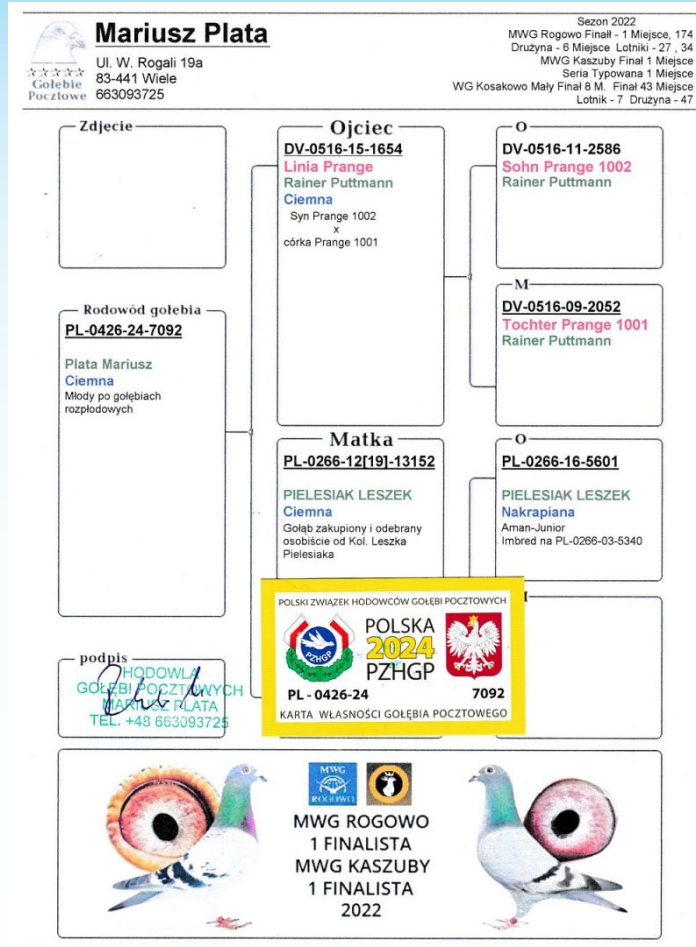 Mariusz Plata
Ul. W. Rogali 19a
83-441 Wiele
663093725
Gołębie
Pocztowe
Sezon 2022
MWG Rogowo Finałł - 1 Miejsce, 174
Drużyna - 6 Miejsce Lotniki - 27 , 34
MWG Kaszuby Finał 1 Miejsce
Seria Typowana 1 Miejsce
WG Kosakowo Mały Finał 8 M. Finał 43 Miejsce
Lotnik - 7 Drużyna - 47
Zdjecie
Rodowód gołebia
PL-0426-24-7092
Plata Mariusz
Ciemna
Młody po gołębiach
rozpłodowych
Ojciec
DV-0516-15-1654
Linia Prange
Rainer Puttmann
Ciemna
Syn Prange 1002
x
córka Prange 1001
Matka
PL-0266-12[19]-13152
PIELESIAK LESZEK
Ciemna
Gołąb zakupiony i odebrany
osobiście od Kol. Leszka
Pielesiaka
O
DV-0516-11-2586
Sohn Prange 1002
Rainer Puttmann
M
DV-0516-09-2052
Tochter Prange 1001
Rainer Puttmann
O
PL-0266-16-5601
PIELESIAK LESZEK
Nakrapiana
Aman-Junior
Imbred na PL-0266-03-5340
podpis
HODOWLA
GOŁĘBI POCZTOWYCH
MARIUSZ PLATA
TEL. +48 663093725
POLSKI ZWIĄZEK HODOWCÓW GOŁĘBI POCZTOWYCH
PZHGP
POLSKA
2024
PZHGP
PL - 0426-24 7092
KARTA WŁASNOŚCI GOŁĘBIA POCZTOWEGO
MWG
ROGOWO
MWG ROGOWO
1 FINALISTA
MWG KASZUBY
1 FINALISTA
2022